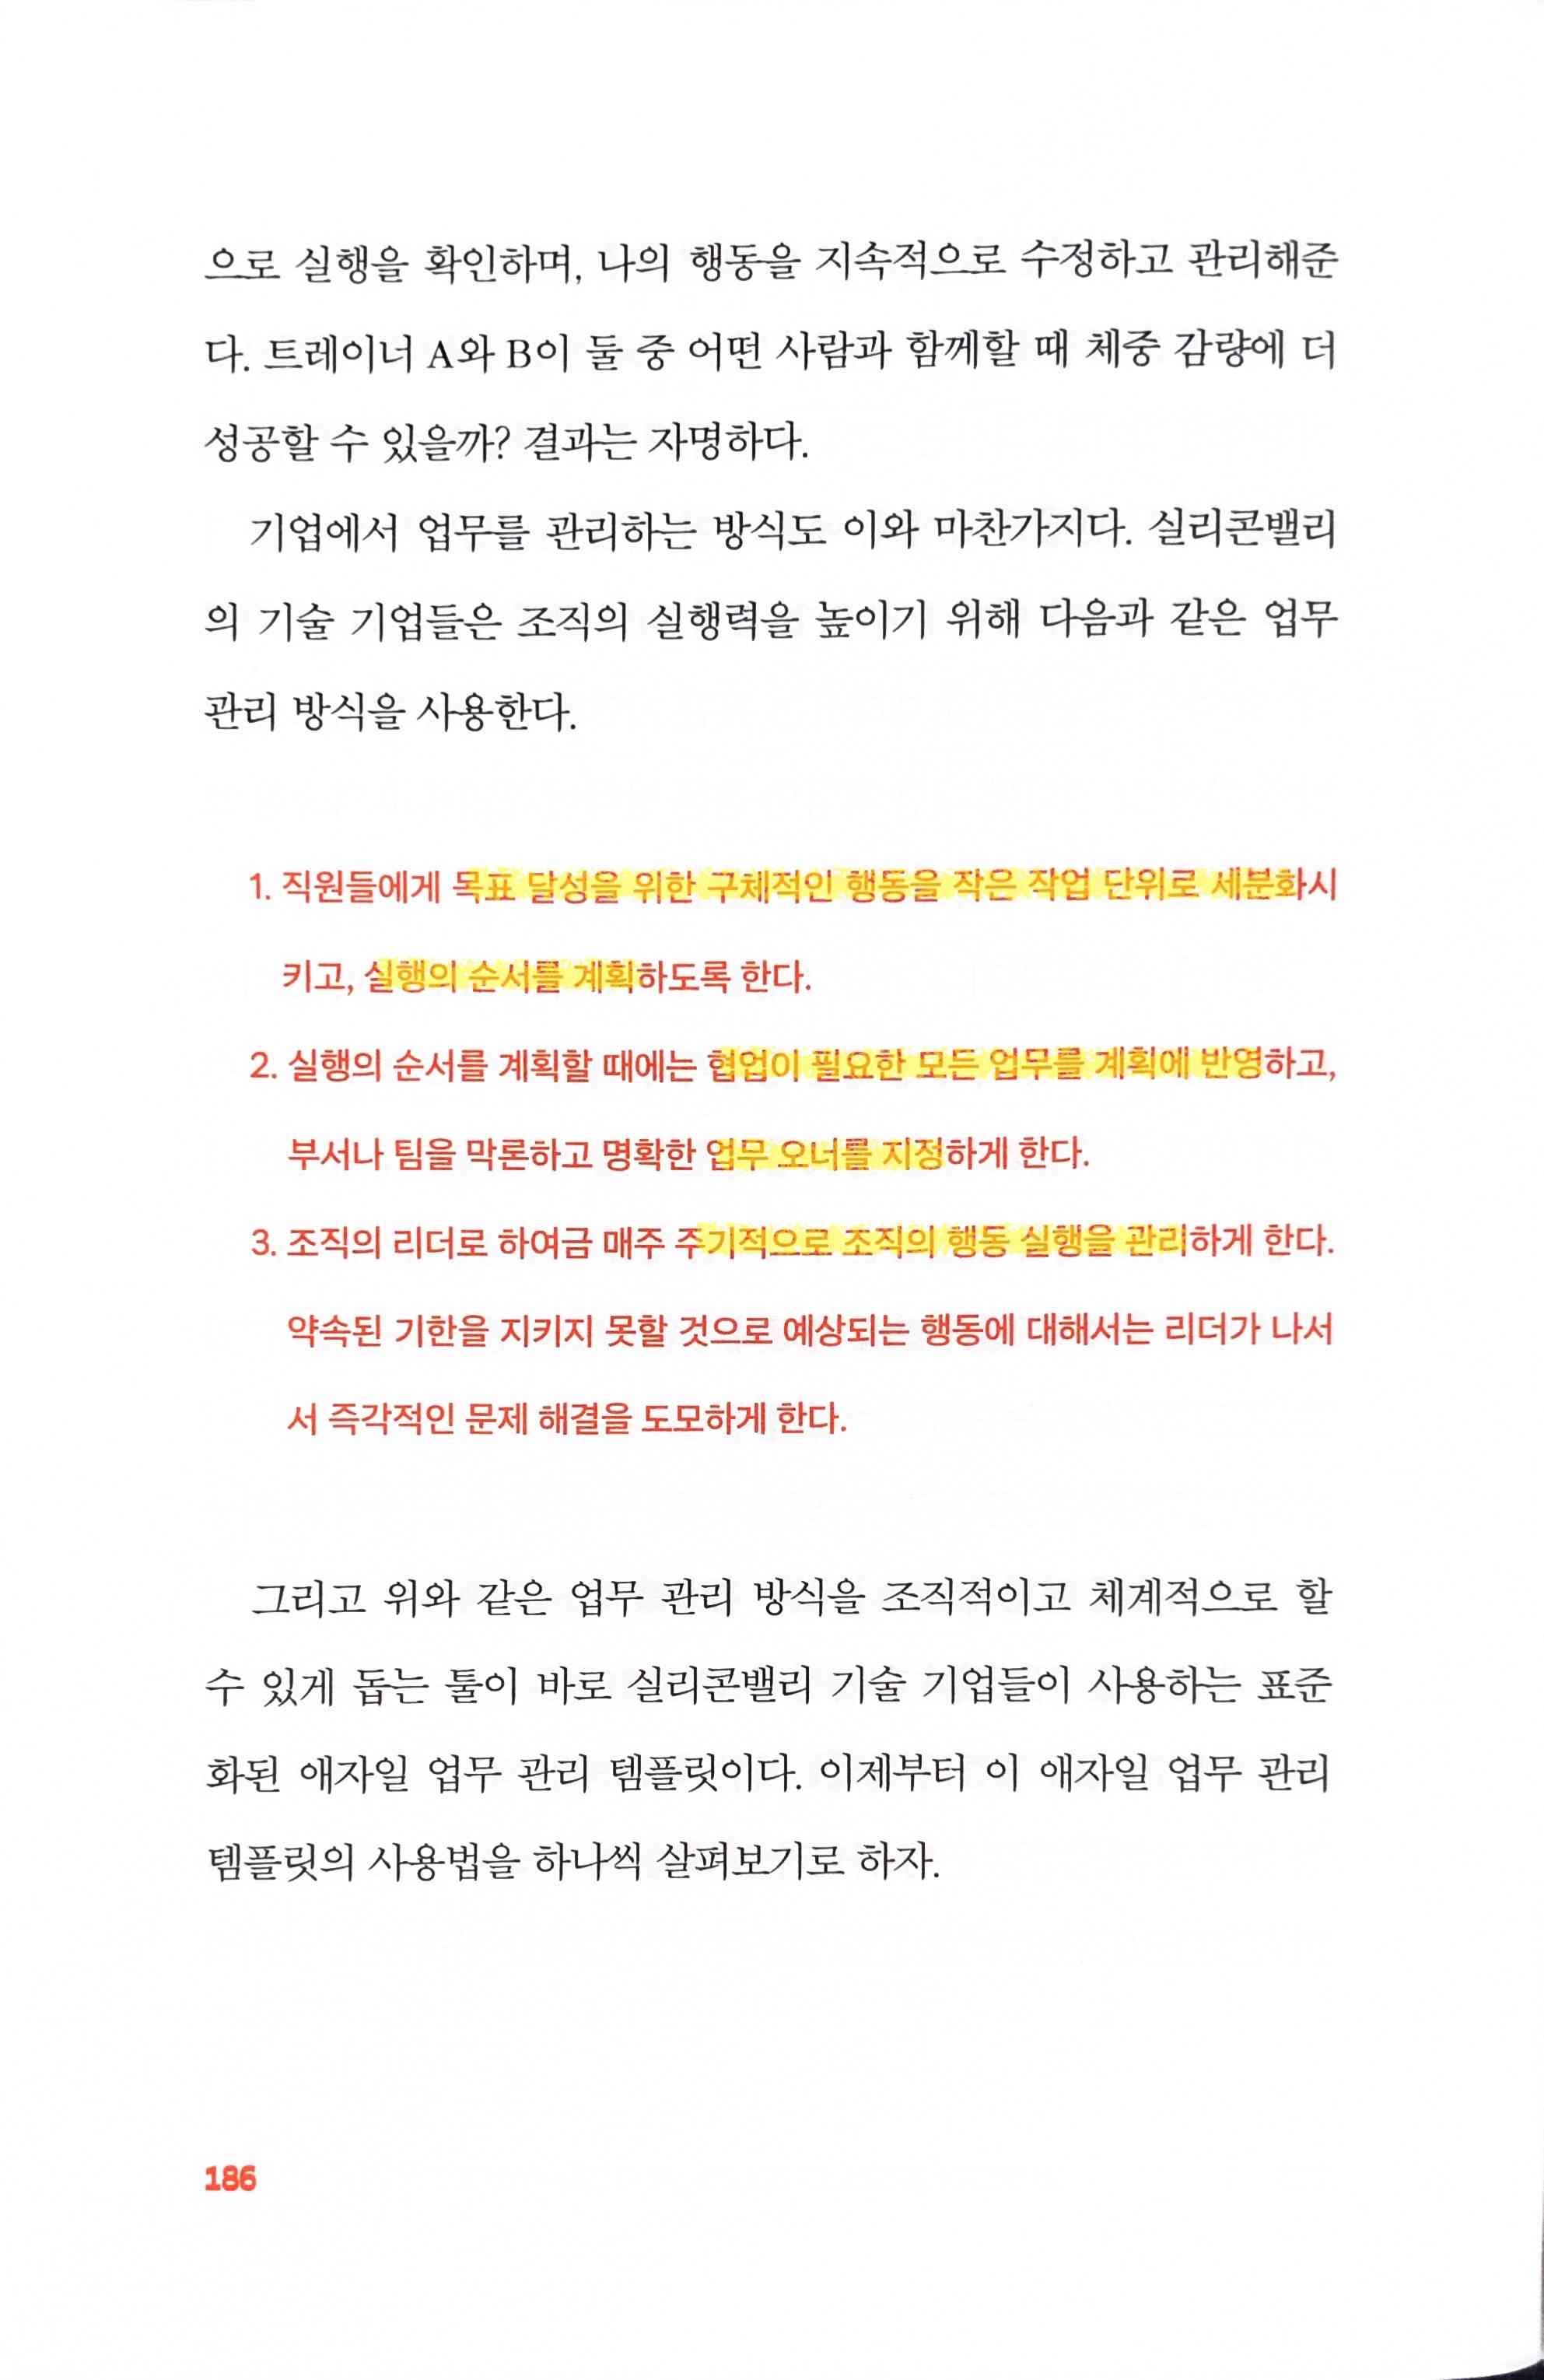 으로 실행을 확인하며, 나의 행동을 지속적으로 수정하고 관리해준
다. 트레이너 A와 B이 둘 중 어떤 사람과 함께할 때 체중 감량에 더
성공할 수 있을까? 결과는 자명하다.
기업에서 업무를 관리하는 방식도 이와 마찬가지다. 실리콘밸리
의 기술 기업들은 조직의 실행력을 높이기 위해 다음과 같은 업무
관리 방식을 사용한다.
1. 직원들에게 목표 달성을 위한 구체적인 행동을 작은 작업 단위로 세분화시
키고, 실행의 순서를 계획하도록 한다.
2. 실행의 순서를 계획할 때에는 협업이 필요한 모든 업무를 계획에 반영하고,
부서나 팀을 막론하고 명확한 업무 오너를 지정하게 한다.
3. 조직의 리더로 하여금 매주 주기적으로 조직의 행동 실행을 관리하게 한다.
약속된 기한을 지키지 못할 것으로 예상되는 행동에 대해서는 리더가 나서
서 즉각적인 문제 해결을 도모하게 한다.
그리고 위와 같은 업무 관리 방식을 조직적이고 체계적으로 할
수 있게 돕는 툴이 바로 실리콘밸리 기술 기업들이 사용하는 표준
화된 애자일 업무 관리 템플릿이다. 이제부터 이 애자일 업무 관리
템플릿의 사용법을 하나씩 살펴보기로 하자.
186